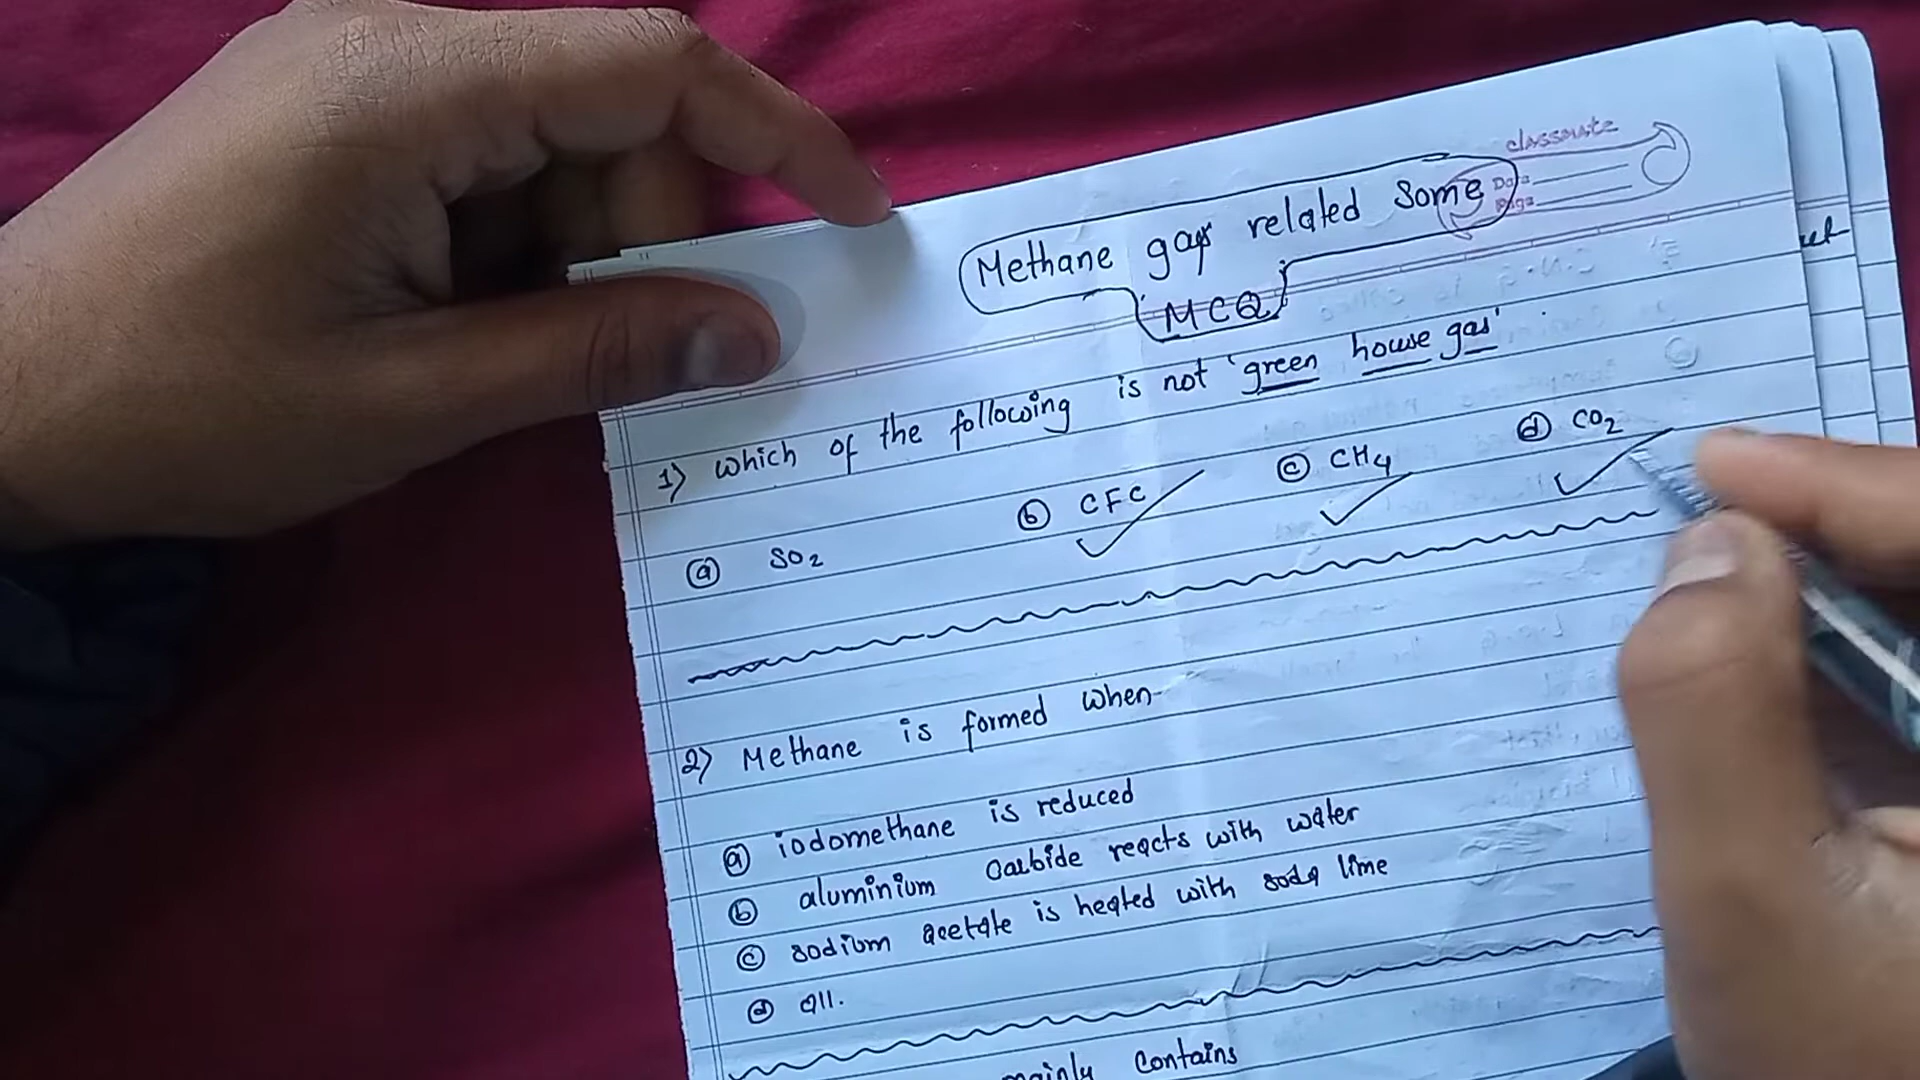 classmate
Date
Page
Methane gas related Some
MCQ
1) which of the following is not 'green house gas'
ⓐ SO₂ ⓑ CFC ⓒ CH₄ ⓓ CO₂
2) Methane is formed when-
ⓐ iodomethane is reduced
ⓑ aluminium Carbide reacts with water
ⓒ sodium acetate is heated with soda lime
ⓓ all.
mainly Contains